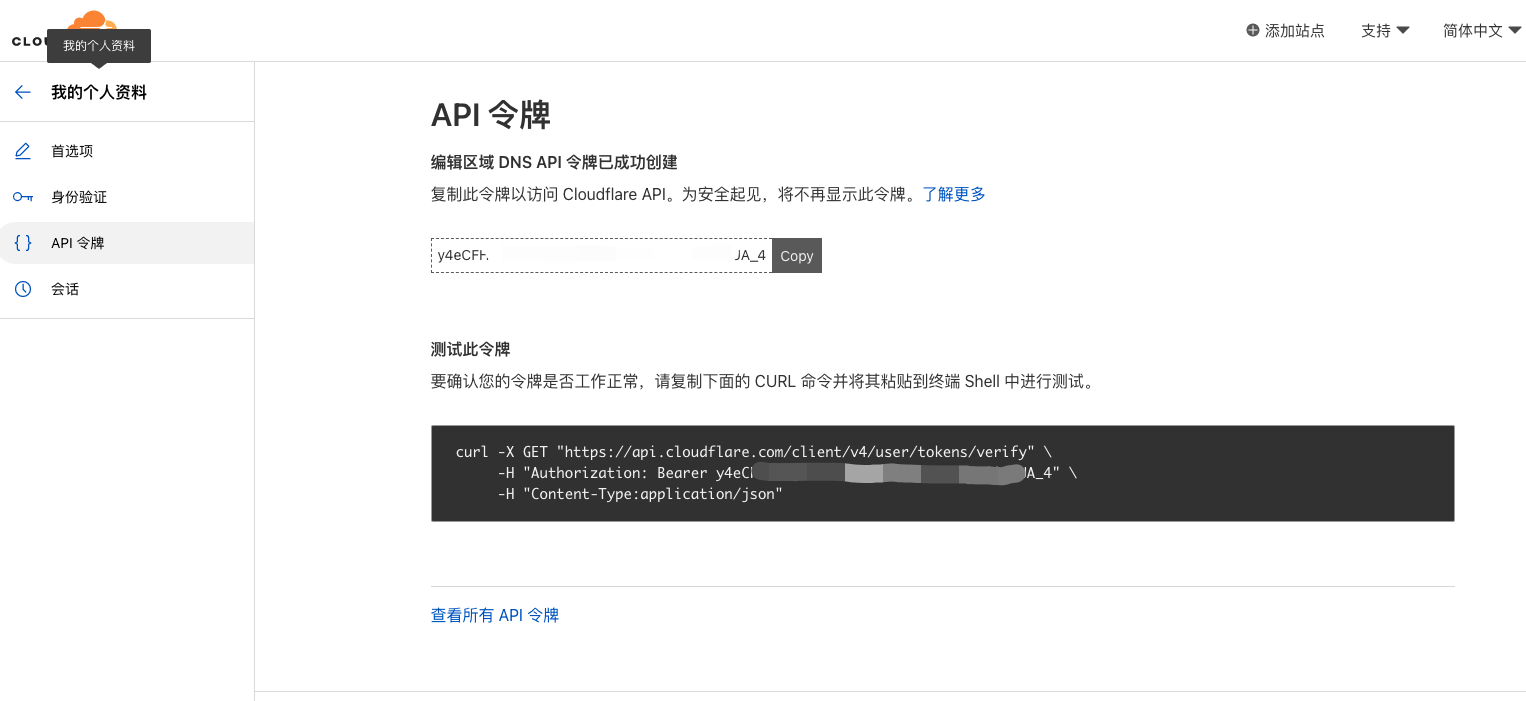 CLOU
我的个人资料
添加站点
支持
简体中文
我的个人资料
首选项
身份验证
API 令牌
会话
API 令牌
编辑区域 DNS API 令牌已成功创建
复制此令牌以访问 Cloudflare API。为安全起见，将不再显示此令牌。了解更多
y4eCFH. JA_4 Copy
测试此令牌
要确认您的令牌是否工作正常，请复制下面的 CURL 命令并将其粘贴到终端 Shell 中进行测试。
curl -X GET "https://api.cloudflare.com/client/v4/user/tokens/verify" \
-H "Authorization: Bearer y4eC JA_4" \
-H "Content-Type:application/json"
查看所有 API 令牌